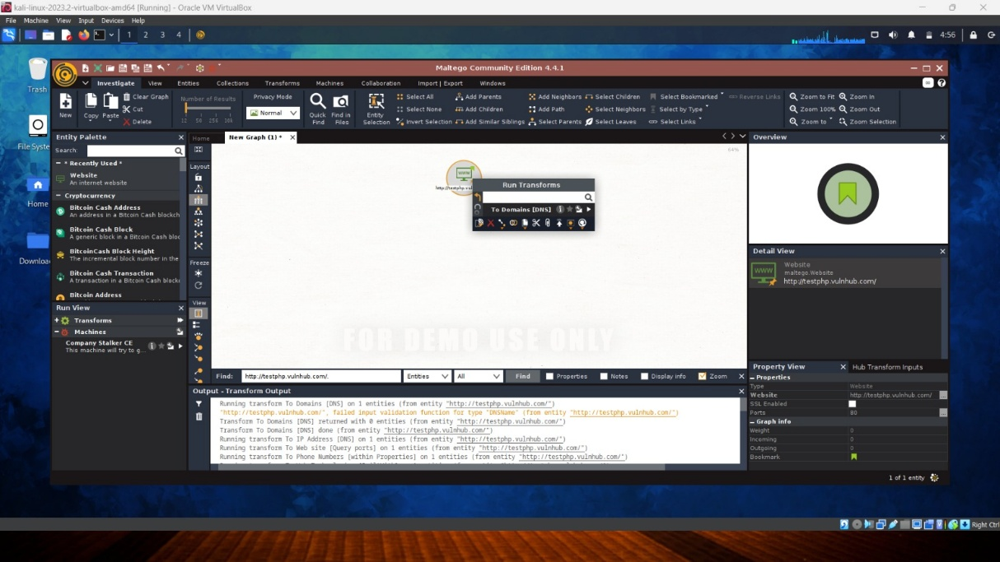 kali-linux-2023.2-virtualbox-amd64 [Running] - Oracle VM VirtualBox
File Machine View Input Devices Help
1 2 3 4
4:56
Trash
File Syste
Home
Downloa
Maltego Community Edition 4.4.1
Investigate View Entities Collections Transforms Machines Collaboration Import | Export Windows
New
Copy Paste
Clear Graph
Cut
Delete
Number of Results
12 50 256 10k
Privacy Mode
Normal
Quick Find
Find in Files
Entity Selection
Select All
Select None
Invert Selection
Add Parents
Add Children
Add Similar Siblings
Add Neighbors
Add Path
Select Parents
Select Children
Select Neighbors
Select Leaves
Select Bookmarked
Select by Type
Select Links
Reverse Links
Zoom to Fit
Zoom 100%
Zoom to
Zoom In
Zoom Out
Zoom Selection
Entity Palette
Search:
* Recently Used *
Website
An internet website
Cryptocurrency
Bitcoin Cash Address
An address in a Bitcoin Cash blockch
Bitcoin Cash Block
A generic block in a Bitcoin Cash bloc
BitcoinCash Block Height
The incremental block number in the
Bitcoin Cash Transaction
A transaction in a Bitcoin Cash blockc
Bitcoin Address
Run View
Transforms
Machines
Company Stalker CE
This machine will try to g...
Home
New Graph (1) *
Layout
Freeze
View
64%
http://testphp.vul
Run Transforms
To Domains [DNS]
FOR DEMO USE ONLY
Find: http://testphp.vulnhub.com/. Entities All Find Properties Notes Display info Zoom
Output - Transform Output
Running transform To Domains [DNS] on 1 entities (from entity "http://testphp.vulnhub.com/")
"http://testphp.vulnhub.com/", failed input validation function for type "DNSName" (from entity "http://testphp.vulnhub.com/")
Transform To Domains [DNS] returned with 0 entities (from entity "http://testphp.vulnhub.com/")
Transform To Domains [DNS] done (from entity "http://testphp.vulnhub.com/")
Running transform To IP Address [DNS] on 1 entities (from entity "http://testphp.vulnhub.com/")
Running transform To Web site [Query ports] on 1 entities (from entity "http://testphp.vulnhub.com/")
Running transform To Phone Numbers [within Properties] on 1 entities (from entity "http://testphp.vulnhub.com/")
Overview
Detail View
WWW
Website
maltego.Website
http://testphp.vulnhub.com/
Property View
Hub Transform Inputs
Properties
Type Website
Website http://testphp.vulnhub.com/
SSL Enabled
Ports 80
Graph info
Weight 0
Incoming 0
Outgoing 0
Bookmark
1 of 1 entity
Right Ctrl